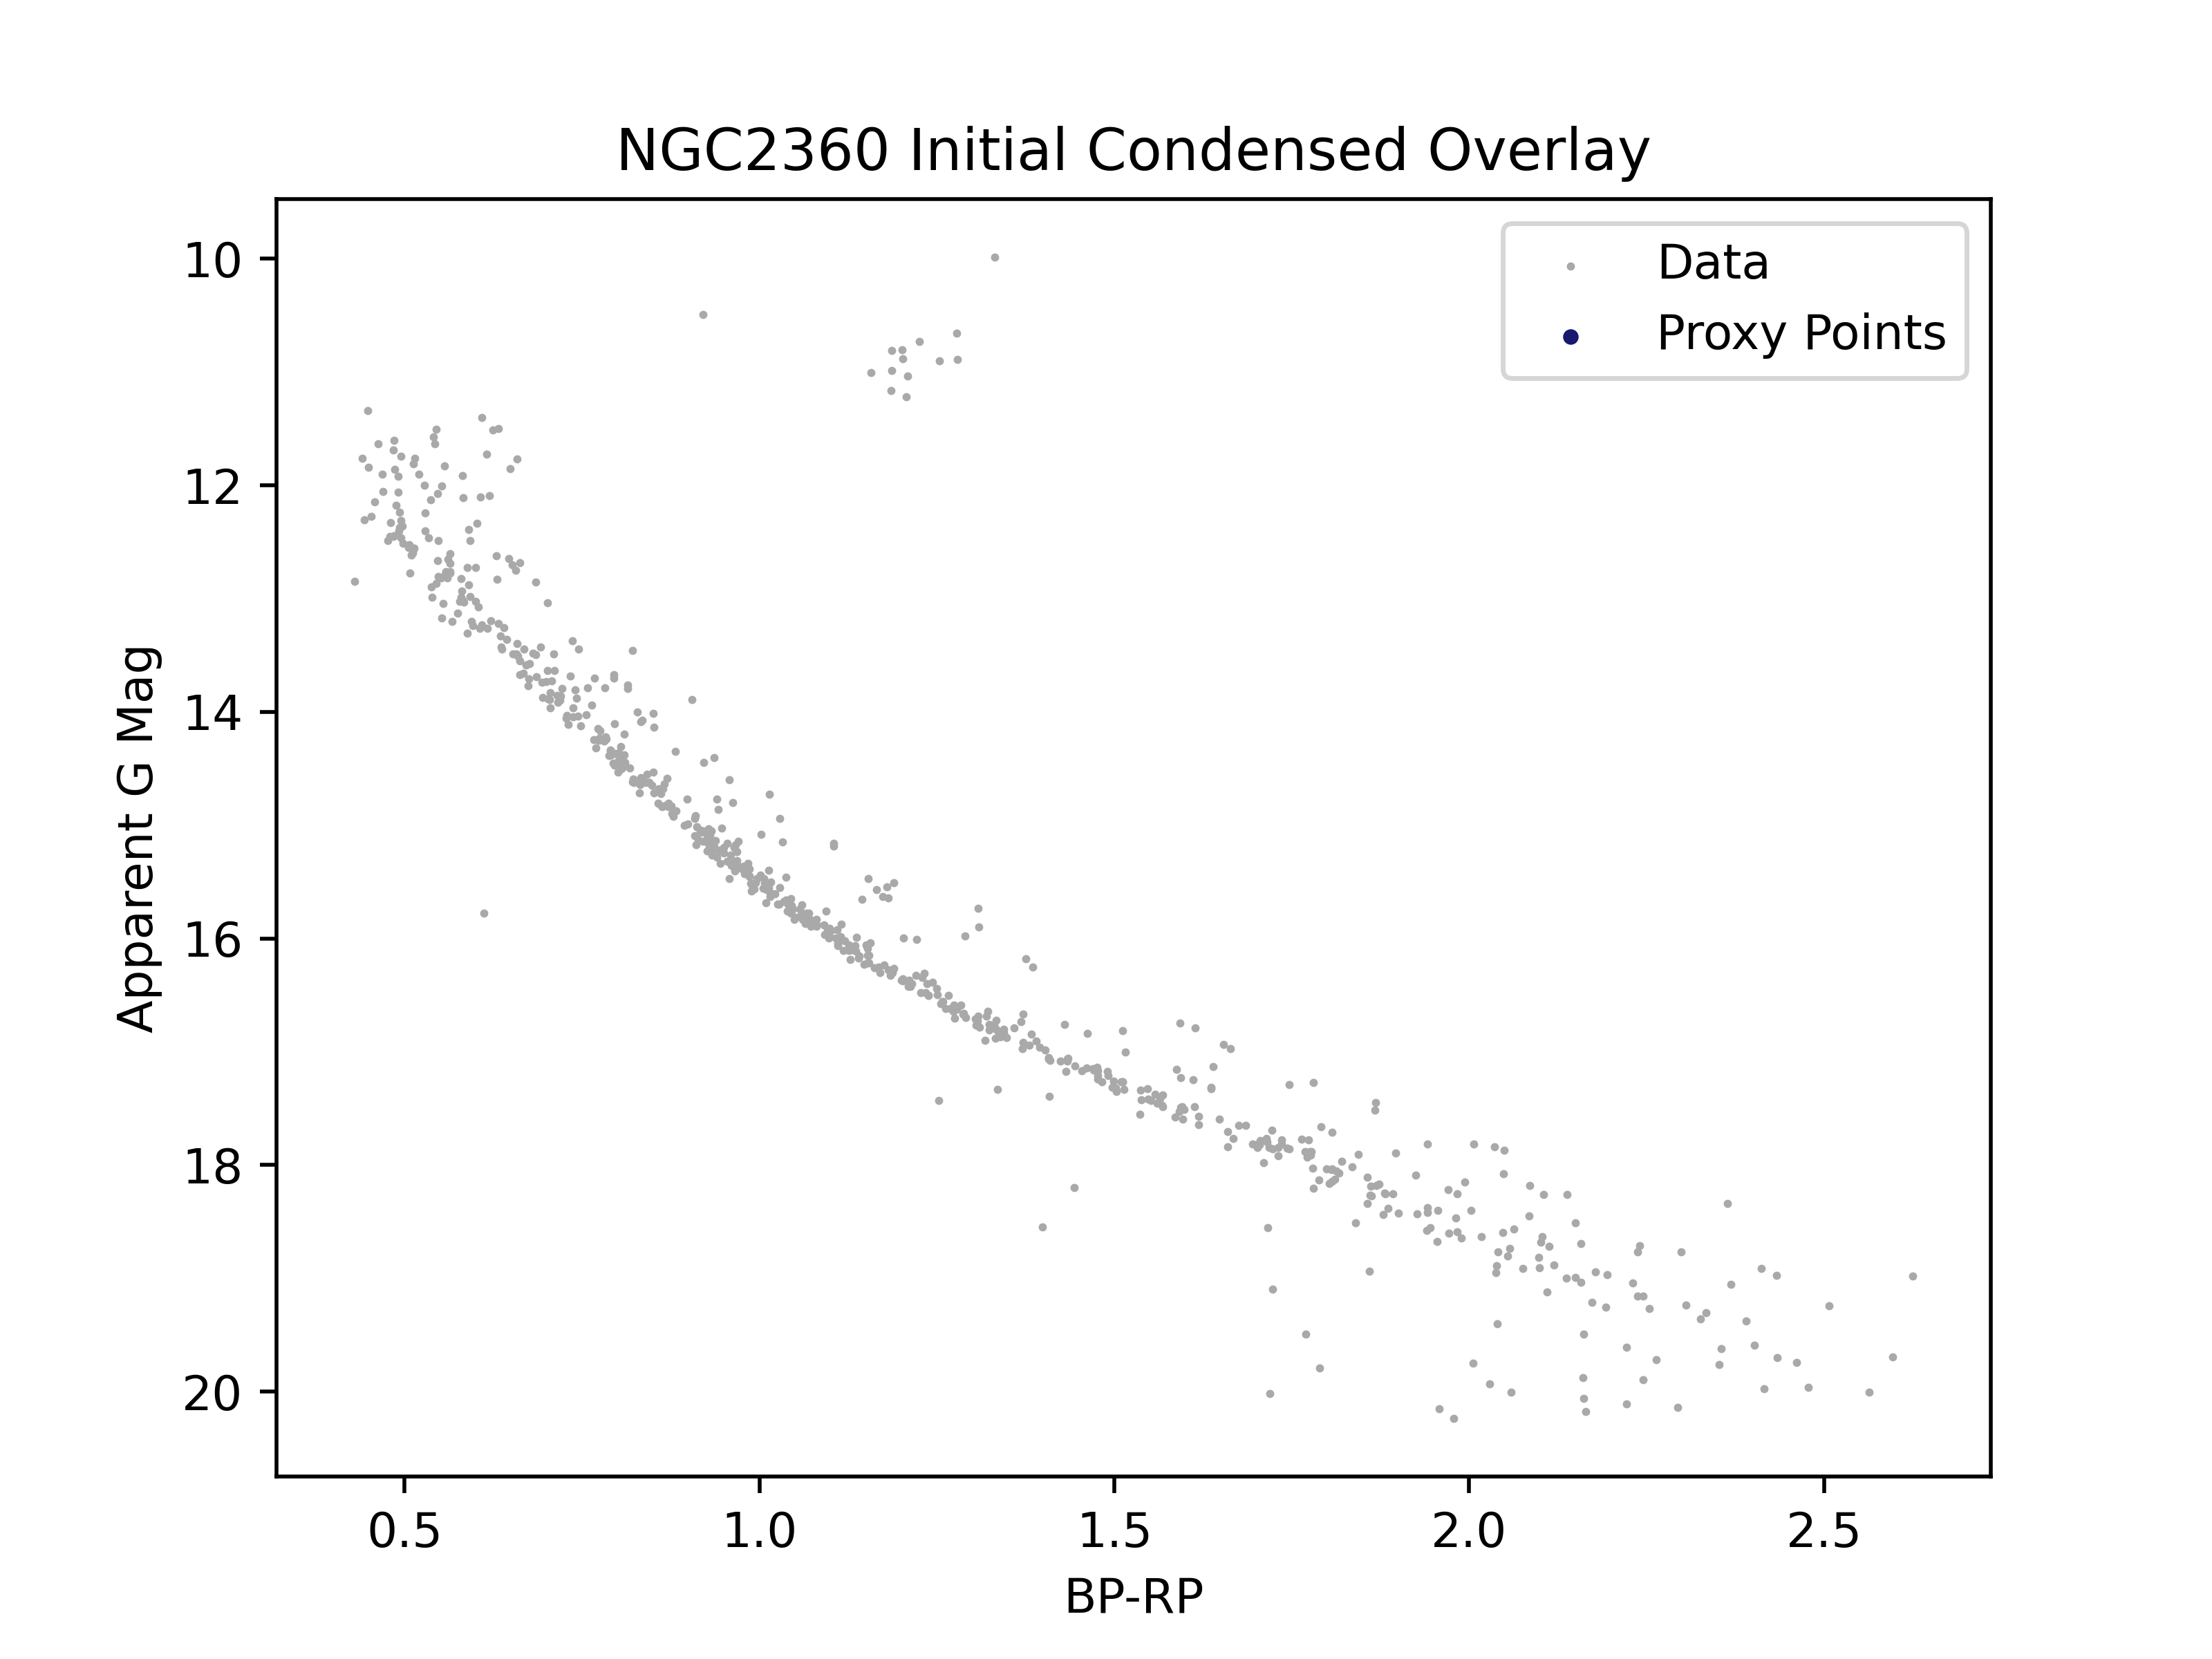 NGC2360 Initial Condensed Overlay
Data
Proxy Points
Apparent G Mag
10
12
14
16
18
20
0.5 1.0 1.5 2.0 2.5
BP-RP